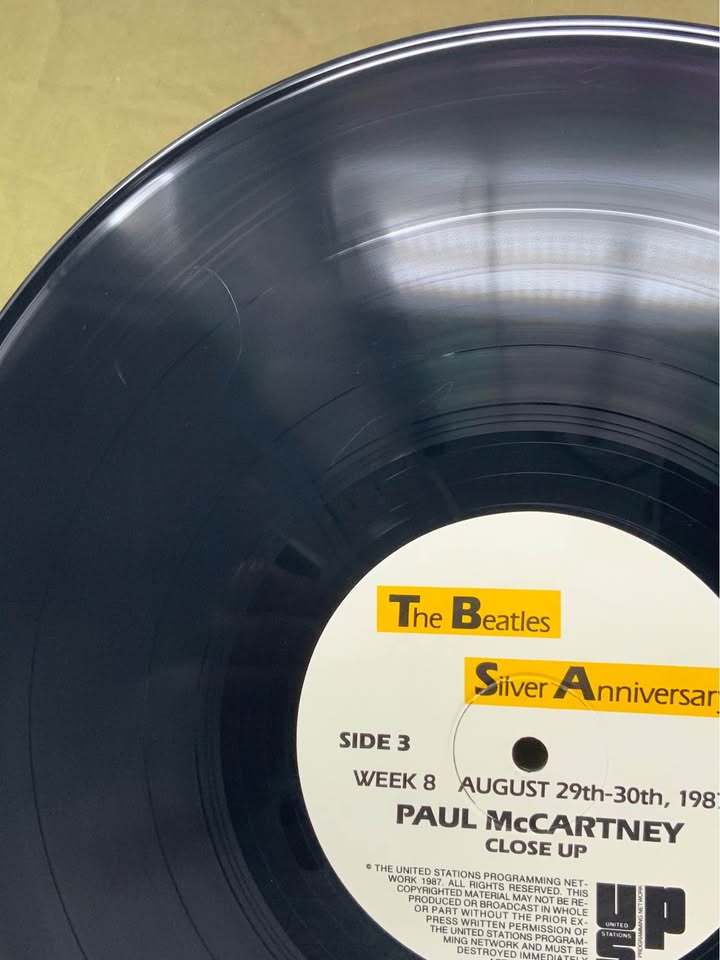 The Beatles
Silver Anniversar
SIDE 3
WEEK 8 AUGUST 29th-30th, 198
PAUL McCARTNEY
CLOSE UP
© THE UNITED STATIONS PROGRAMMING NET-
WORK 1987. ALL RIGHTS RESERVED. THIS
COPYRIGHTED MATERIAL MAY NOT BE RE-
PRODUCED OR BROADCAST IN WHOLE
OR PART WITHOUT THE PRIOR EX-
PRESS WRITTEN PERMISSION OF
THE UNITED STATIONS PROGRAM-
MING NETWORK AND MUST BE
DESTROYED IMMEDIATELY
up
UNITED
STATIONS
PROGRAMMING NETWORK